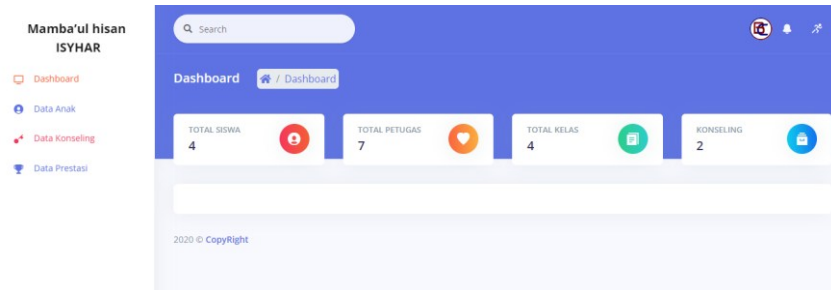 Mamba'ul hisan
ISYHAR
Dashboard
Data Anak
Data Konseling
Data Prestasi
Search
Dashboard
/ Dashboard
TOTAL SISWA
4
TOTAL PETUGAS
7
TOTAL KELAS
4
KONSELING
2
2020 © CopyRight